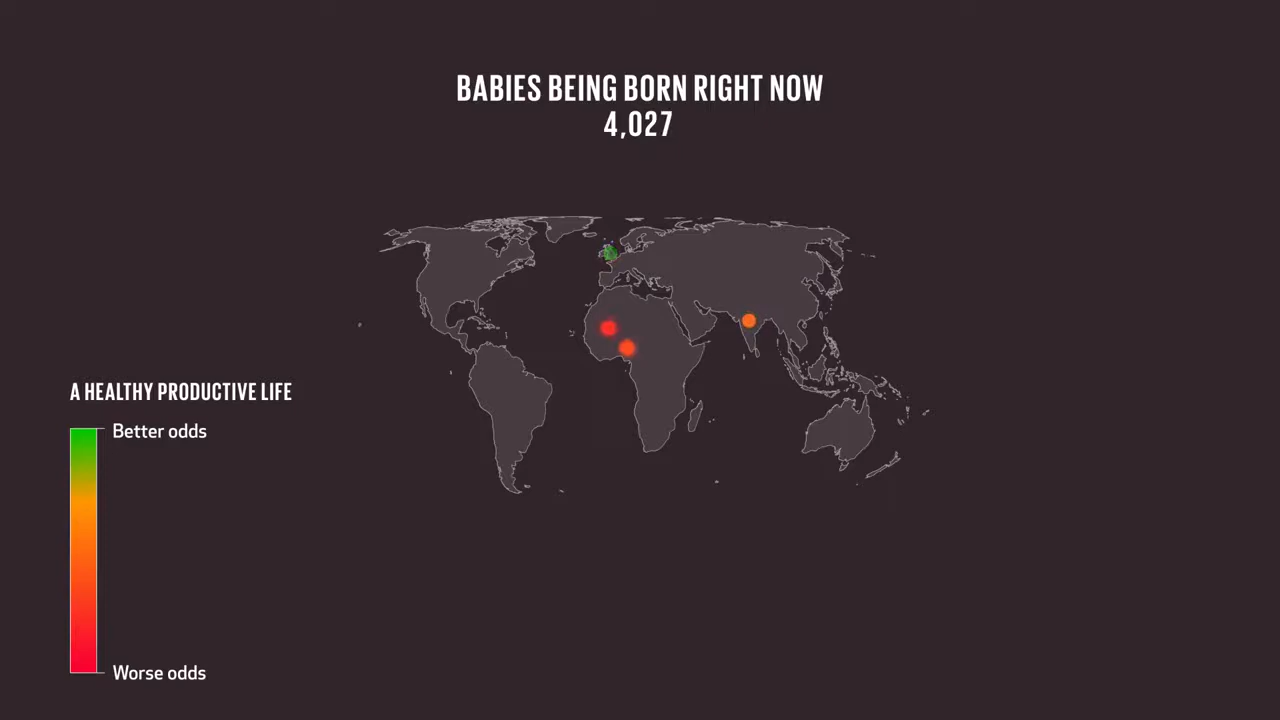 BABIES BEING BORN RIGHT NOW
4,027
A HEALTHY PRODUCTIVE LIFE
Better odds
Worse odds